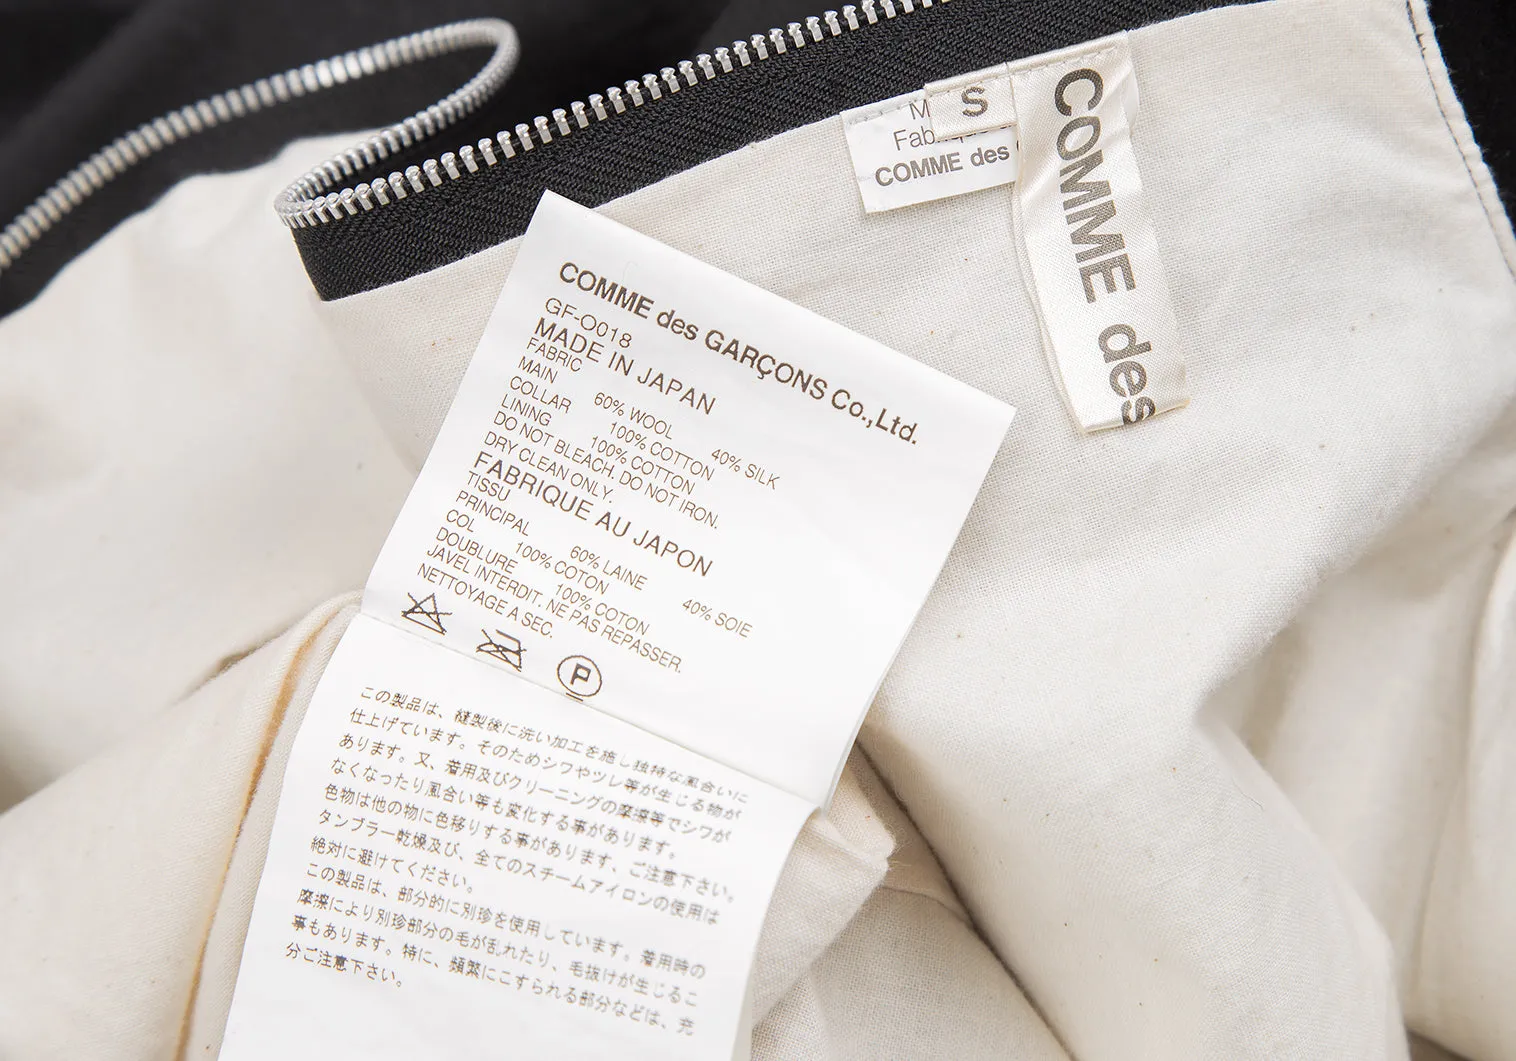 M
S
Fab
COMME des
COMME des
COMME des GARÇONS Co.,Ltd.
GF-O018
MADE IN JAPAN
FABRIC
MAIN 60% WOOL 40% SILK
COLLAR 100% COTTON
LINING 100% COTTON
DO NOT BLEACH. DO NOT IRON.
DRY CLEAN ONLY.
FABRIQUE AU JAPON
TISSU
PRINCIPAL 60% LAINE 40% SOIE
COL 100% COTON
DOUBLURE 100% COTON
JAVEL INTERDIT. NE PAS REPASSER.
NETTOYAGE A SEC.
P
この製品は、縫製後に洗い加工を施し独特な風合いに
仕上げています。そのためシワやツレ等が生じる物が
あります。又、着用及びクリーニングの摩擦等でシワが
なくなったり風合い等も変化する事があります。
色物は他の物に色移りする事があります、ご注意下さい。
タンブラー乾燥及び、全てのスチームアイロンの使用は
絶対に避けてください。
この製品は、部分的に別珍を使用しています。着用時の
摩擦により別珍部分の毛が乱れたり、毛抜けが生じるこ
事もあります。特に、頻繁にこすられる部分などは、充
分ご注意下さい。